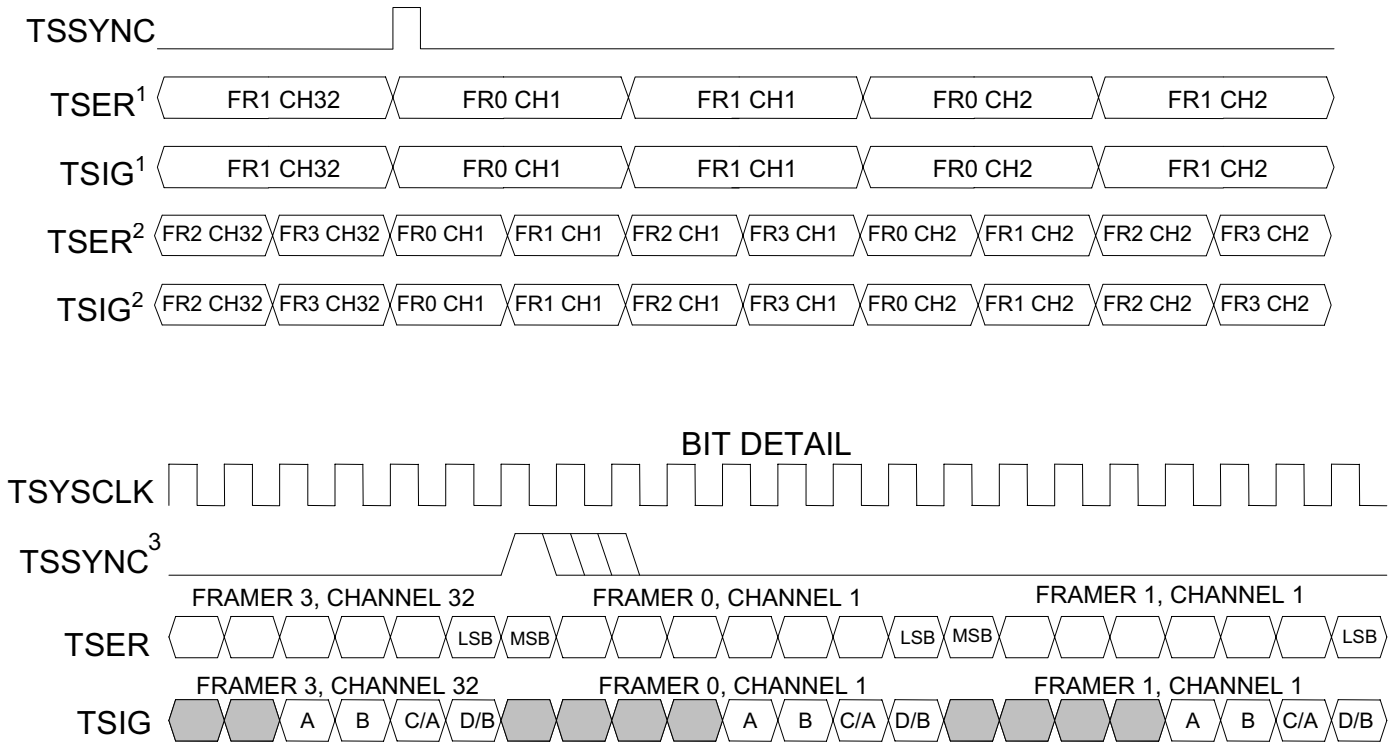 TSSYNC
TSER1 FR1 CH32 FR0 CH1 FR1 CH1 FR0 CH2 FR1 CH2
TSIG1 FR1 CH32 FR0 CH1 FR1 CH1 FR0 CH2 FR1 CH2
TSER2 FR2 CH32 FR3 CH32 FR0 CH1 FR1 CH1 FR2 CH1 FR3 CH1 FR0 CH2 FR1 CH2 FR2 CH2 FR3 CH2
TSIG2 FR2 CH32 FR3 CH32 FR0 CH1 FR1 CH1 FR2 CH1 FR3 CH1 FR0 CH2 FR1 CH2 FR2 CH2 FR3 CH2
BIT DETAIL
TSYSCLK
TSSYNC3
FRAMER 3, CHANNEL 32 FRAMER 0, CHANNEL 1 FRAMER 1, CHANNEL 1
TSER LSB MSB LSB MSB LSB
FRAMER 3, CHANNEL 32 FRAMER 0, CHANNEL 1 FRAMER 1, CHANNEL 1
TSIG A B C/A D/B A B C/A D/B A B C/A D/B